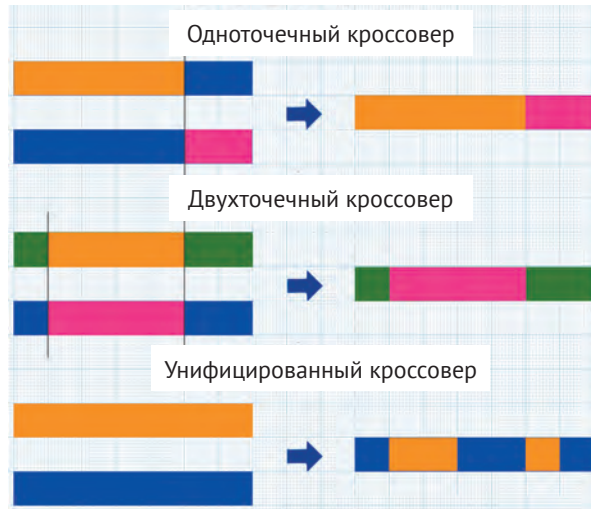 Одноточечный кроссовер
Двухточечный кроссовер
Унифицированный кроссовер